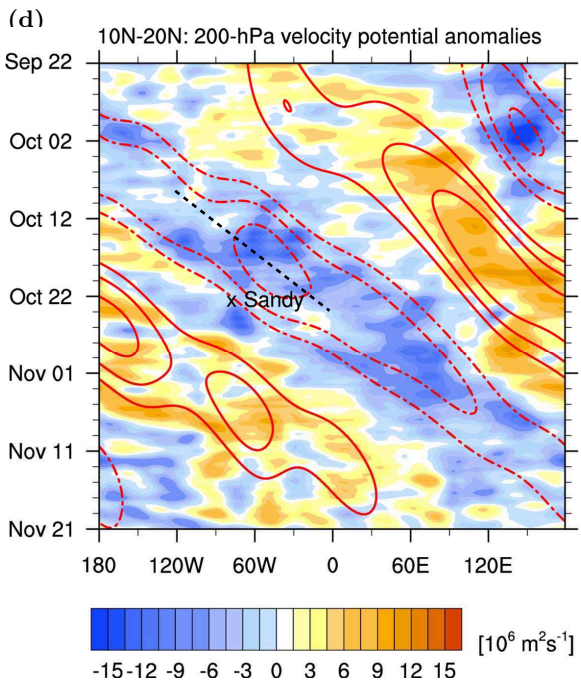 (d)
10N-20N: 200-hPa velocity potential anomalies
Sep 22
Oct 02
Oct 12
Oct 22
x Sandy
Nov 01
Nov 11
Nov 21
180 120W 60W 0 60E 120E
[10⁶ m²s⁻¹]
-15 -12 -9 -6 -3 0 3 6 9 12 15